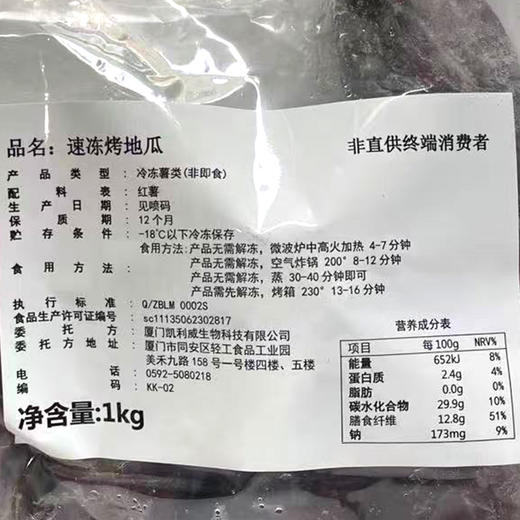 品名：速冻烤地瓜
非直供终端消费者
产品类型：冷冻薯类(非即食)
配料表：红薯
生产日期：见喷码
保质期：12个月
贮存条件：-18℃以下冷冻保存
食用方法：食用方法:产品无需解冻，微波炉中高火加热 4-7分钟
产品无需解冻，空气炸锅 200° 8-12分钟
产品无需解冻，蒸 30-40 分钟即可
产品需先解冻，烤箱 230° 13-16分钟
执行标准：Q/ZBLM 0002S
食品生产许可证编号：sc11135062302817
委托方：厦门凯利威生物科技有限公司
委托方地址：厦门市同安区轻工食品工业园
美禾九路 158 号一号楼四楼、五楼
电话：0592-5080218
编码：KK-02
净含量:1kg
营养成分表
项目 每 100g NRV%
能量 652kJ 8%
蛋白质 2.4g 4%
脂肪 0.0g 0%
碳水化合物 29.9g 10%
膳食纤维 12.8g 51%
钠 173mg 9%